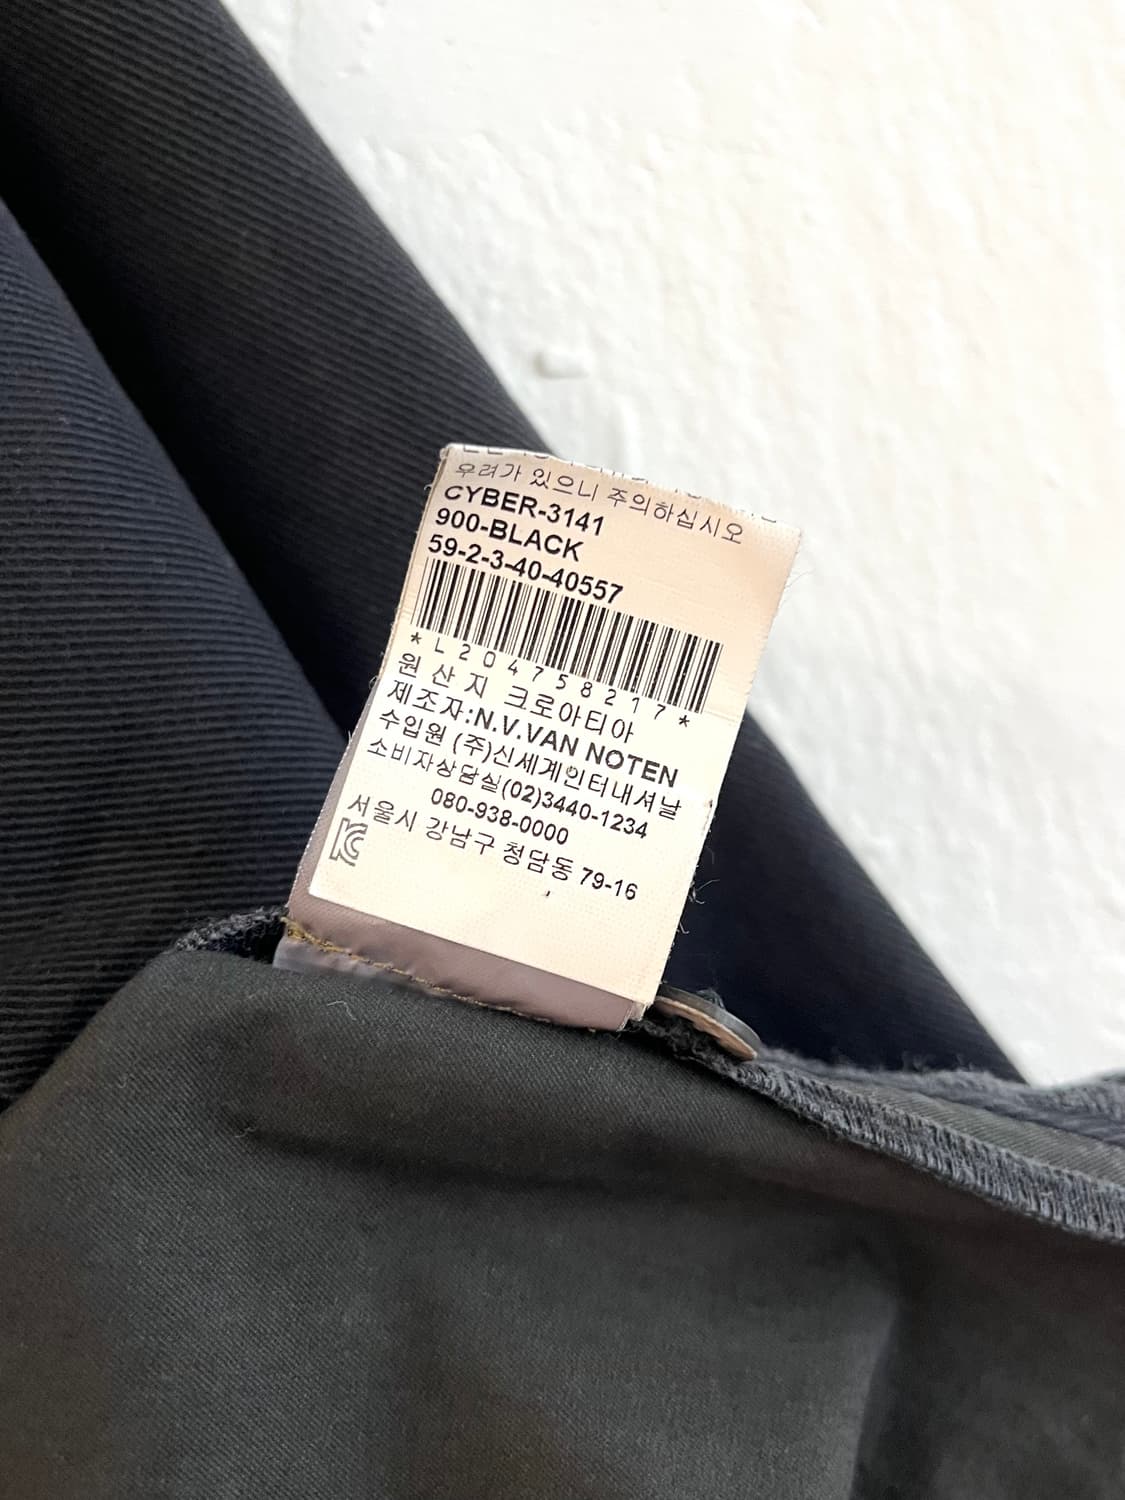 우려가 있으니 주의하십시오
CYBER-3141
900-BLACK
59-2-3-40-40557
*L204758217*
원 산 지 크로아티아
제조자:N.V.VAN NOTEN
수입원 (주)신세계인터내셔날
소비자상담실(02)3440-1234
080-938-0000
서울시 강남구 청담동 79-16